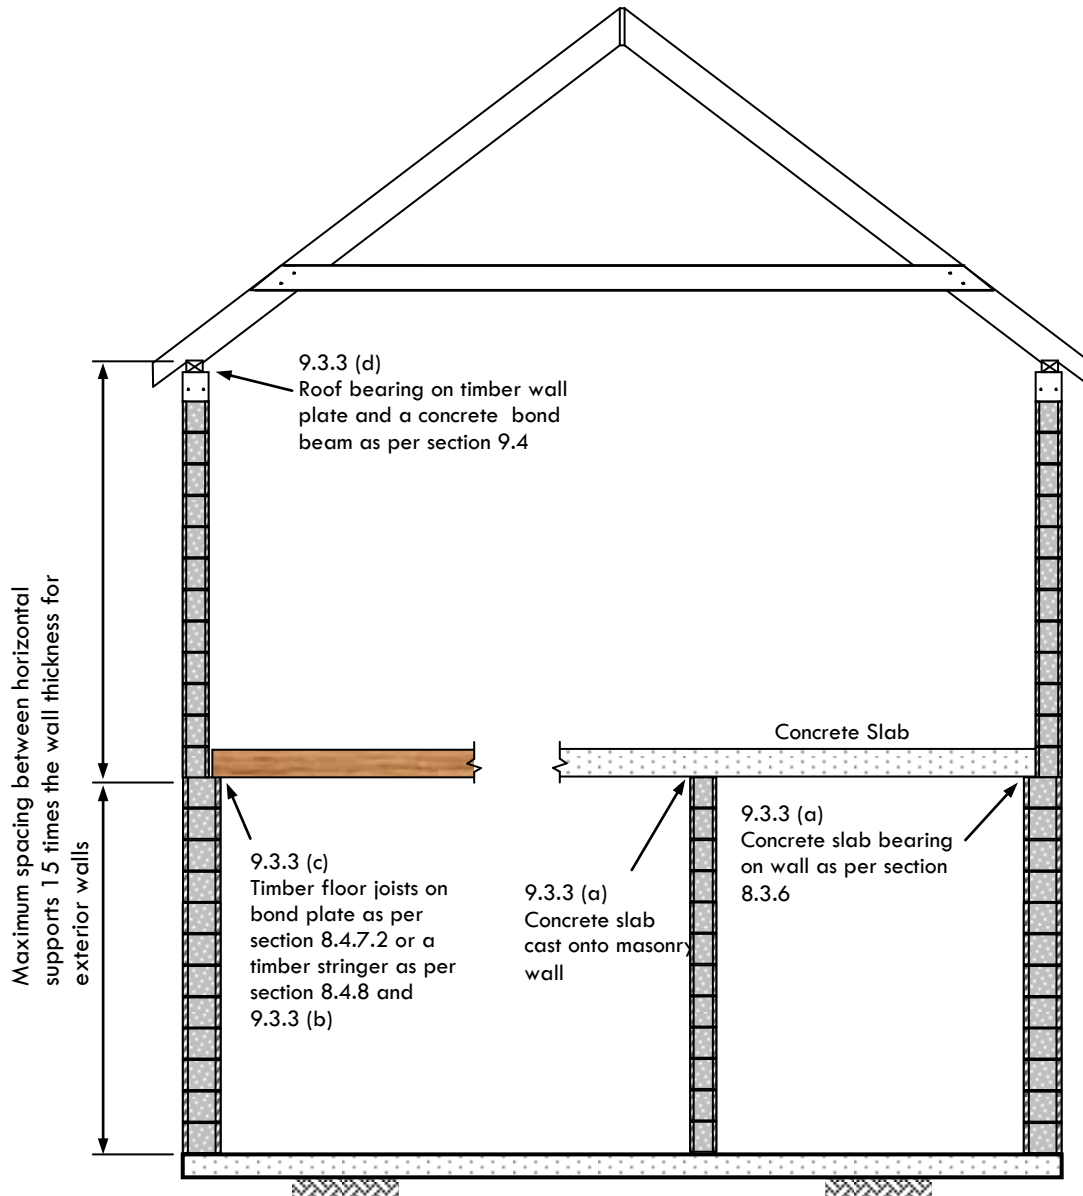 9.3.3 (d)
Roof bearing on timber wall
plate and a concrete bond
beam as per section 9.4
Maximum spacing between horizontal
supports 15 times the wall thickness for
exterior walls
Concrete Slab
9.3.3 (c)
Timber floor joists on
bond plate as per
section 8.4.7.2 or a
timber stringer as per
section 8.4.8 and
9.3.3 (b)
9.3.3 (a)
Concrete slab
cast onto masonry
wall
9.3.3 (a)
Concrete slab bearing
on wall as per section
8.3.6